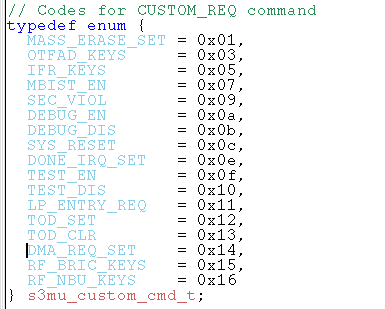 // Codes for CUSTOM_REQ command
typedef enum {
MASS_ERASE_SET = 0x01,
OTFAD_KEYS = 0x03,
IFR_KEYS = 0x05,
MBIST_EN = 0x07,
SEC_VIOL = 0x09,
DEBUG_EN = 0x0a,
DEBUG_DIS = 0x0b,
SYS_RESET = 0x0c,
DONE_IRQ_SET = 0x0e,
TEST_EN = 0x0f,
TEST_DIS = 0x10,
LP_ENTRY_REQ = 0x11,
TOD_SET = 0x12,
TOD_CLR = 0x13,
DMA_REQ_SET = 0x14,
RF_BRIC_KEYS = 0x15,
RF_NBU_KEYS = 0x16
} s3mu_custom_cmd_t;